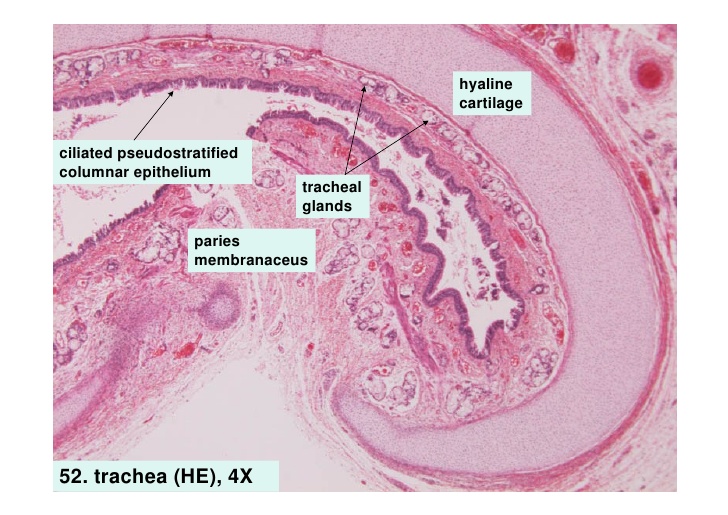 hyaline
cartilage
ciliated pseudostratified
columnar epithelium
tracheal
glands
paries
membranaceus
52. trachea (HE), 4X